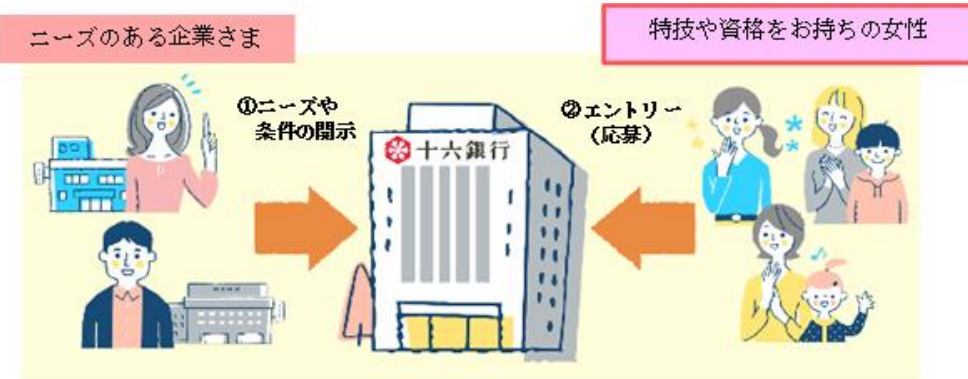 ニーズのある企業さま
特技や資格をお持ちの女性
①ニーズや
条件の開示
②エントリー
(応募)
十六銀行